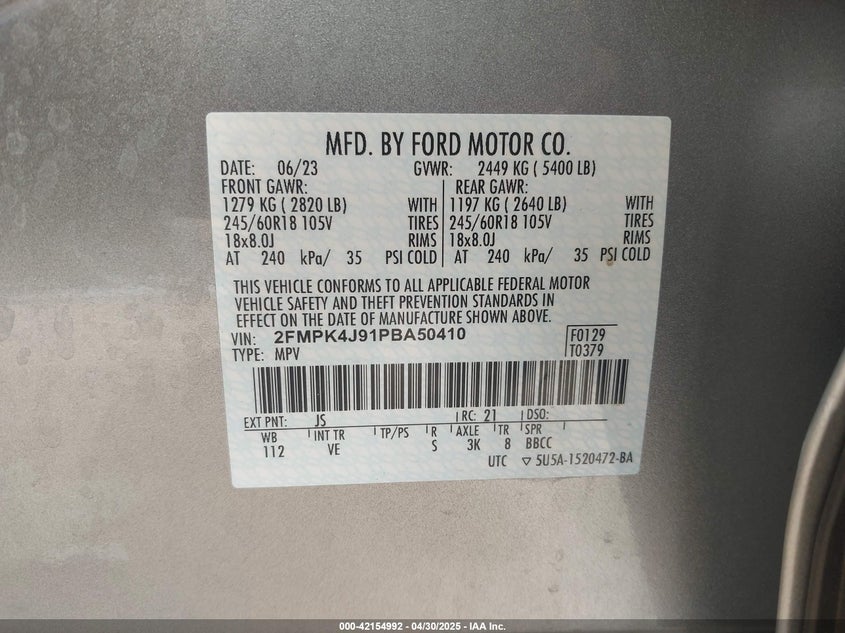 MFD. BY FORD MOTOR CO.
DATE: 06/23 GVWR: 2449 KG ( 5400 LB)
FRONT GAWR: REAR GAWR:
1279 KG ( 2820 LB) WITH 1197 KG ( 2640 LB) WITH
245/60R18 105V TIRES 245/60R18 105V TIRES
18x8.0J RIMS 18x8.0J RIMS
AT 240 kPa/ 35 PSI COLD AT 240 kPa/ 35 PSI COLD
THIS VEHICLE CONFORMS TO ALL APPLICABLE FEDERAL MOTOR
VEHICLE SAFETY AND THEFT PREVENTION STANDARDS IN
EFFECT ON THE DATE OF MANUFACTURE SHOWN ABOVE.
VIN: 2FMPK4J91PBA50410 F0129
TYPE: MPV T0379
EXT PNT: JS RC: 21 DSO:
WB INT TR TP/PS R AXLE TR SPR
112 VE S 3K 8 BBCC
UTC ▽ 5U5A-1520472-BA
000-42154992 - 04/30/2025 - IAA Inc.